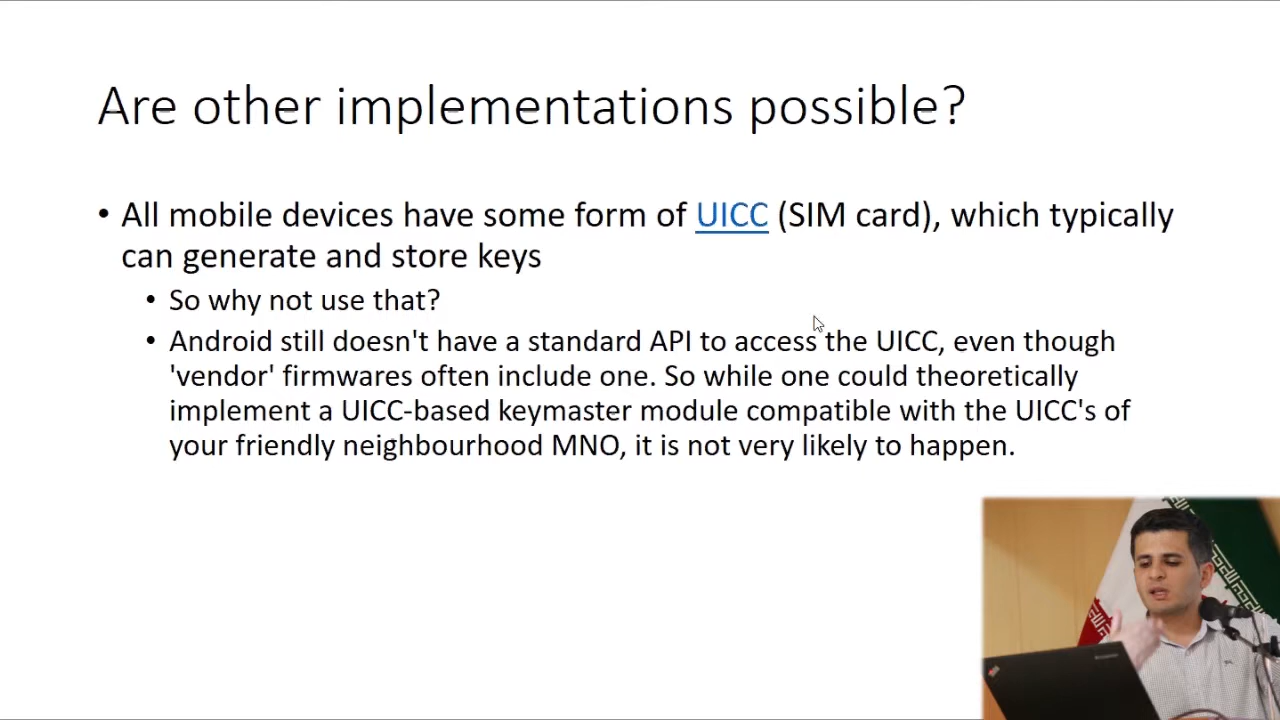 Are other implementations possible?
• All mobile devices have some form of UICC (SIM card), which typically
can generate and store keys
• So why not use that?
• Android still doesn't have a standard API to access the UICC, even though
'vendor' firmwares often include one. So while one could theoretically
implement a UICC-based keymaster module compatible with the UICC's of
your friendly neighbourhood MNO, it is not very likely to happen.